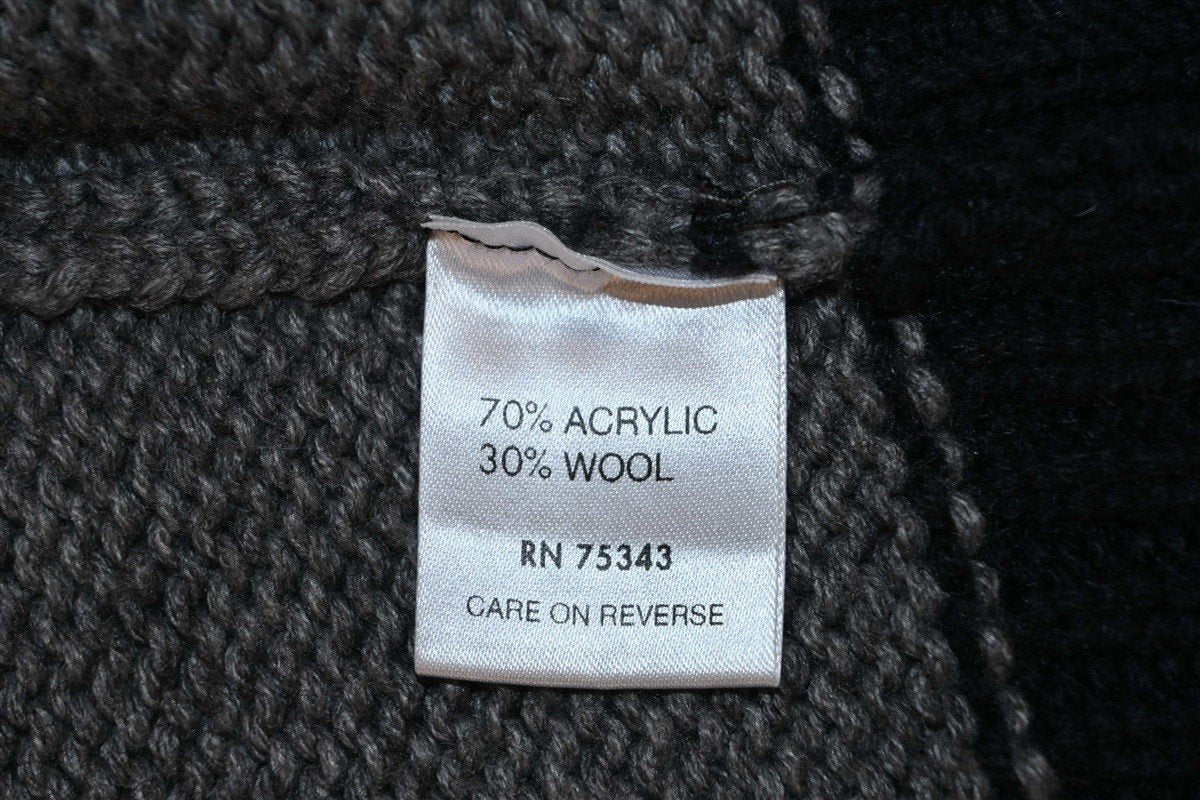 70% ACRYLIC
30% WOOL
RN 75343
CARE ON REVERSE